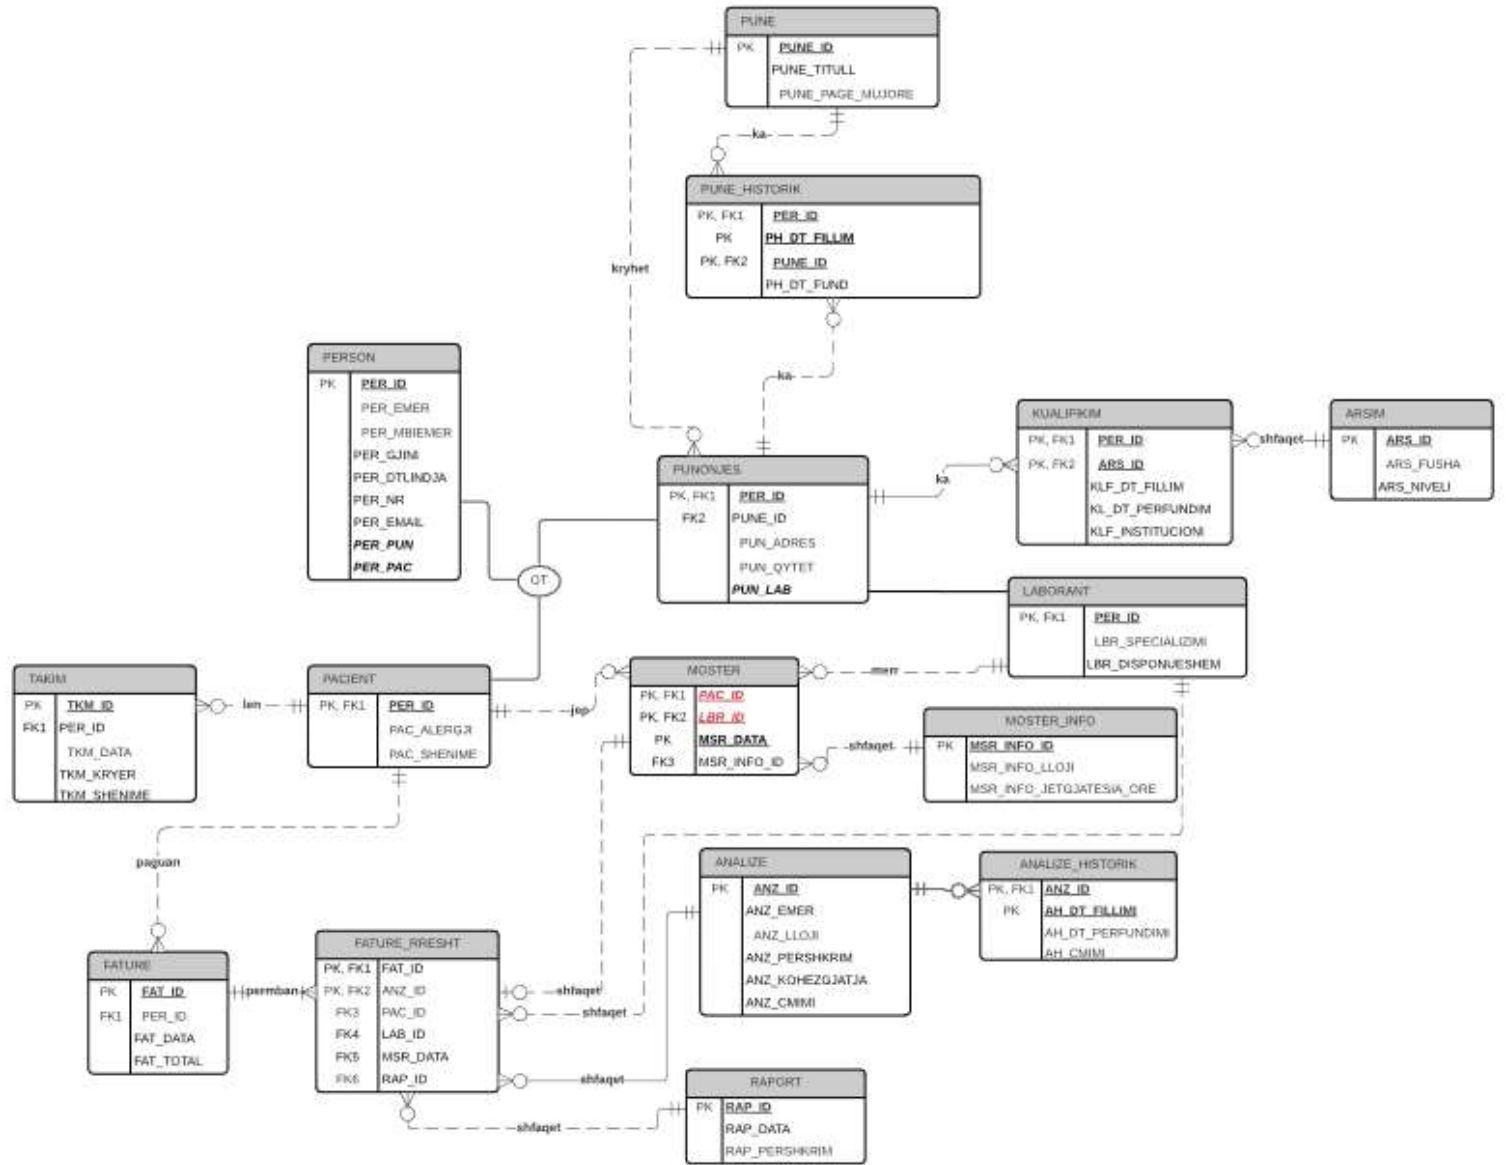 PUNE
PK PUNE_ID
PUNE_TITULL
PUNE_PAGE_MUJORE
ka
PUNE_HISTORIK
PK, FK1 PER_ID
PK PH_DT_FILLIM
PK, FK2 PUNE_ID
PH_DT_FUND
kryhet
ka
PERSON
PK PER_ID
PER_EMER
PER_MBIEMER
PER_GJINI
PER_DTLINDJA
PER_NR
PER_EMAIL
PER_PUN
PER_PAC
OT
PUNONJES
PK, FK1 PER_ID
FK2 PUNE_ID
PUN_ADRES
PUN_QYTET
PUN_LAB
ka
KUALIFIKIM
PK, FK1 PER_ID
PK, FK2 ARS_ID
KLF_DT_FILLIM
KL_DT_PERFUNDIM
KLF_INSTITUCIONI
shfaqet
ARSIM
PK ARS_ID
ARS_FUSHA
ARS_NIVELI
LABORANT
PK, FK1 PER_ID
LBR_SPECIALIZIMI
LBR_DISPONUESHEM
TAKIM
PK TKM_ID
FK1 PER_ID
TKM_DATA
TKM_KRYER
TKM_SHENIME
len
PACIENT
PK, FK1 PER_ID
PAC_ALERGJI
PAC_SHENIME
jep
MOSTER
PK, FK1 PAC_ID
PK, FK2 LBR_ID
PK MSR_DATA
FK3 MSR_INFO_ID
merr
shfaqet
MOSTER_INFO
PK MSR_INFO_ID
MSR_INFO_LLOJI
MSR_INFO_JETGJATESIA_ORE
paguan
ANALIZE
PK ANZ_ID
ANZ_EMER
ANZ_LLOJI
ANZ_PERSHKRIM
ANZ_KOHEZGJATJA
ANZ_CMIMI
ANALIZE_HISTORIK
PK, FK1 ANZ_ID
PK AH_DT_FILLIMI
AH_DT_PERFUNDIMI
AH_CMIMI
FATURE
PK FAT_ID
FK1 PER_ID
FAT_DATA
FAT_TOTAL
permban
FATURE_RRESHT
PK, FK1 FAT_ID
PK, FK2 ANZ_ID
FK3 PAC_ID
FK4 LAB_ID
FK5 MSR_DATA
FK6 RAP_ID
shfaqet
shfaqet
shfaqet
shfaqet
RAPORT
PK RAP_ID
RAP_DATA
RAP_PERSHKRIM